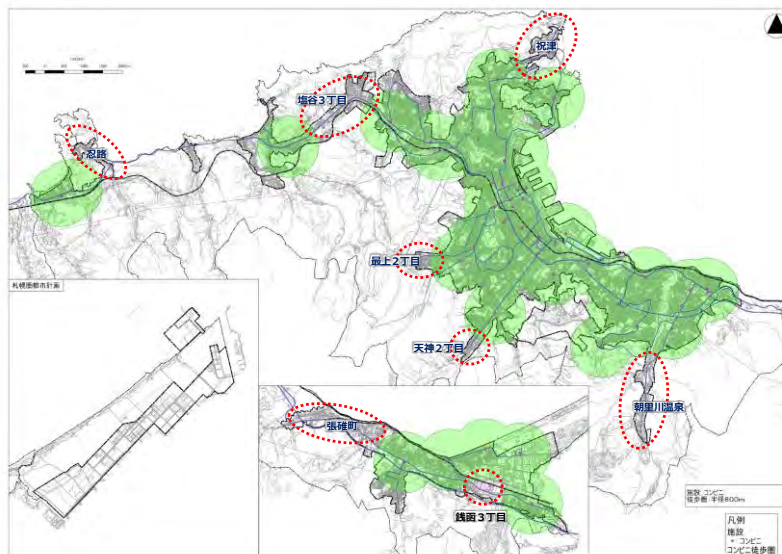 祝津
塩谷３丁目
忍路
最上２丁目
天神２丁目
朝里川温泉
札幌圏都市計画
張碓町
銭函３丁目
施設：コンビニ
徒歩圏：半径800m
凡例
施設
コンビニ
コンビニ徒歩圏